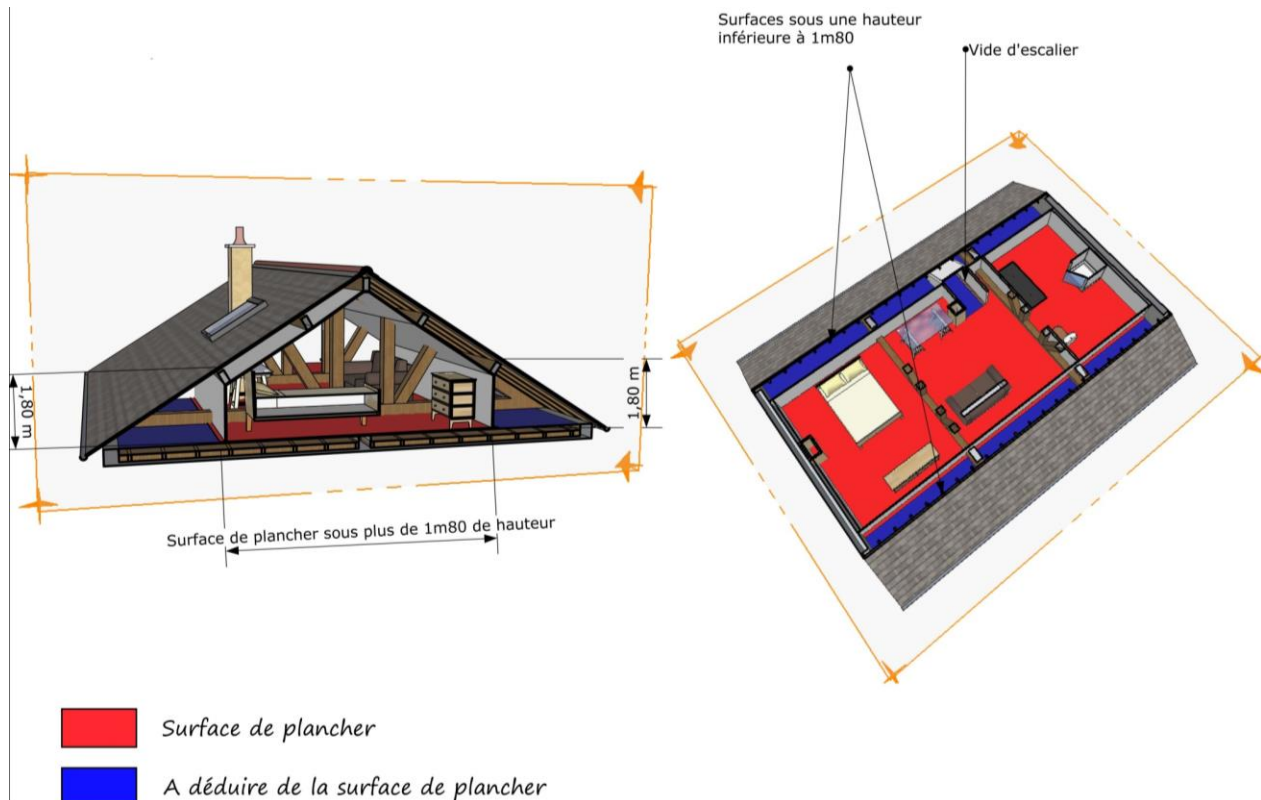 Surfaces sous une hauteur
inférieure à 1m80
Vide d'escalier
1,80 m
1,80 m
Surface de plancher sous plus de 1m80 de hauteur
Surface de plancher
A déduire de la surface de plancher